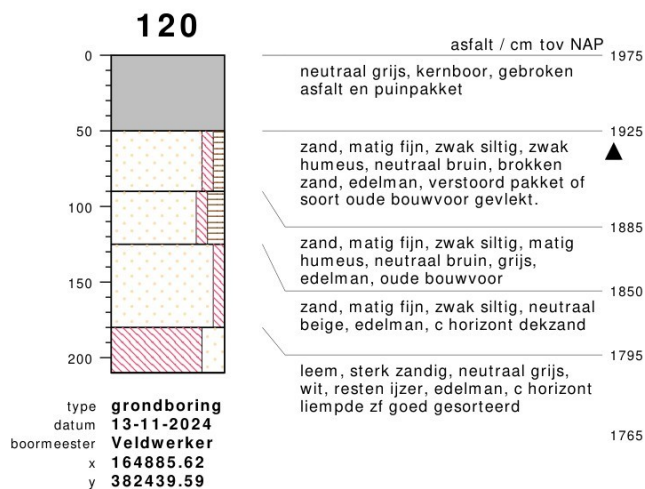 120
asfalt / cm tov NAP
0
1975
neutraal grijs, kernboor, gebroken
asfalt en puinpakket
50
1925
zand, matig fijn, zwak siltig, zwak
humeus, neutraal bruin, brokken
zand, edelman, verstoord pakket of
soort oude bouwvoor gevlekt.
100
1885
zand, matig fijn, zwak siltig, matig
humeus, neutraal bruin, grijs,
edelman, oude bouwvoor
150
1850
zand, matig fijn, zwak siltig, neutraal
beige, edelman, c horizont dekzand
200
1795
leem, sterk zandig, neutraal grijs,
wit, resten ijzer, edelman, c horizont
liempde zf goed gesorteerd
1765
type grondboring
datum 13-11-2024
boormeester Veldwerker
x 164885.62
y 382439.59